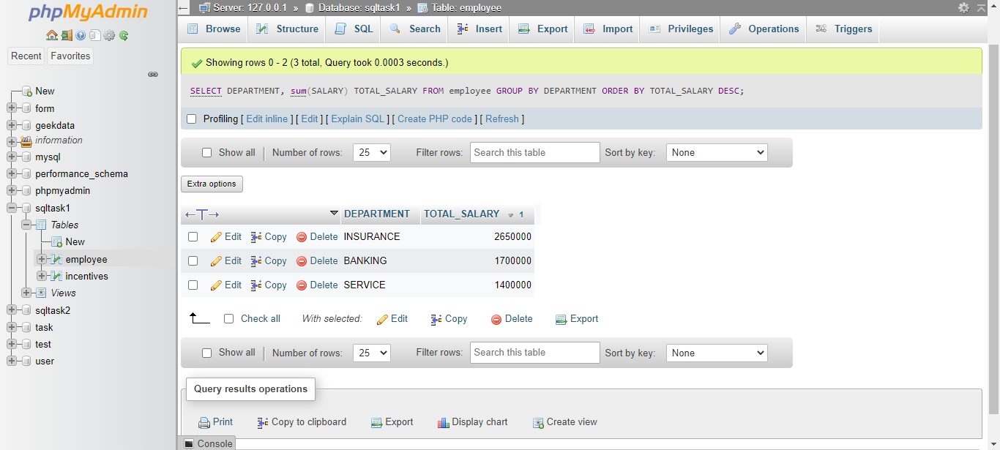 phpMyAdmin
Recent Favorites
New
form
geekdata
information
mysql
performance_schema
phpmyadmin
sqltask1
Tables
New
employee
incentives
Views
sqltask2
task
test
user
Server: 127.0.0.1 » Database: sqltask1 » Table: employee
Browse Structure SQL Search Insert Export Import Privileges Operations Triggers
Showing rows 0 - 2 (3 total, Query took 0.0003 seconds.)
SELECT DEPARTMENT, sum(SALARY) TOTAL_SALARY FROM employee GROUP BY DEPARTMENT ORDER BY TOTAL_SALARY DESC;
Profiling [ Edit inline ] [ Edit ] [ Explain SQL ] [ Create PHP code ] [ Refresh ]
Show all Number of rows: 25 Filter rows: Search this table Sort by key: None
Extra options
←T→ DEPARTMENT TOTAL_SALARY 1
Edit Copy Delete INSURANCE 2650000
Edit Copy Delete BANKING 1700000
Edit Copy Delete SERVICE 1400000
Check all With selected: Edit Copy Delete Export
Show all Number of rows: 25 Filter rows: Search this table Sort by key: None
Query results operations
Print Copy to clipboard Export Display chart Create view
Console